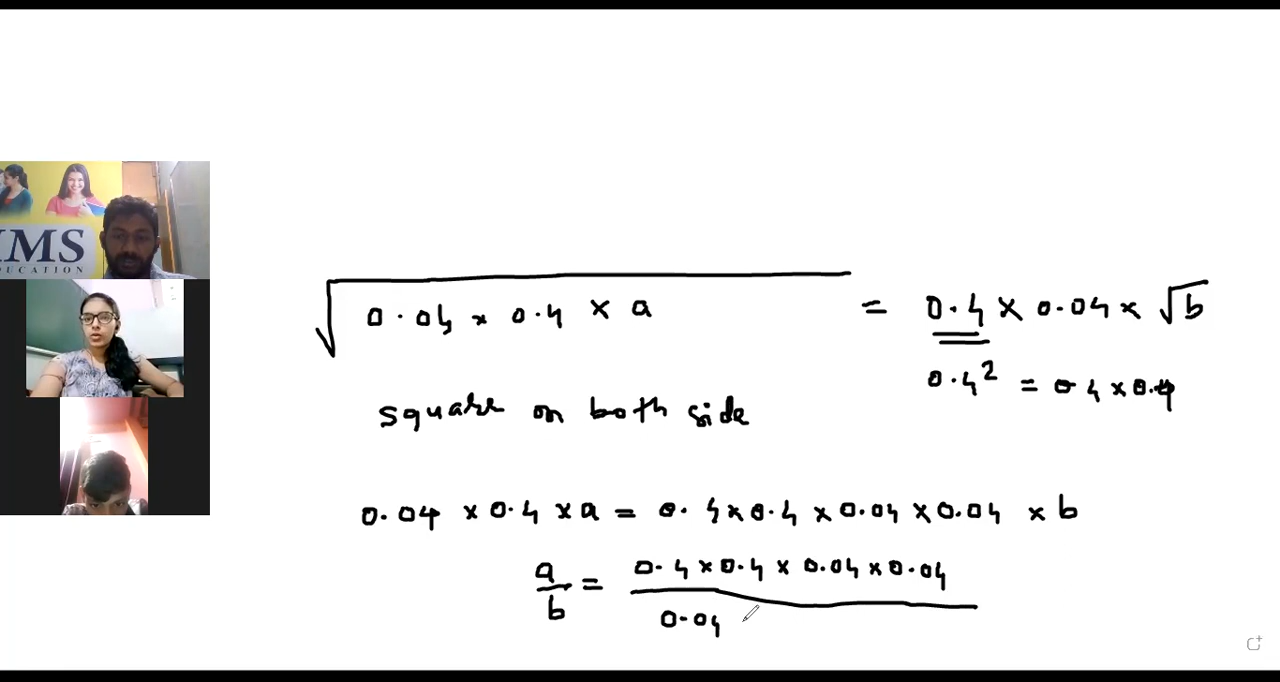 IMS
DUCATION
√0.04 × 0.4 × a = 0.4 × 0.04 × √b
0.4² = 0.4 × 0.4
square on both side
0.04 × 0.4 × a = 0.4 × 0.4 × 0.04 × 0.04 × b
a/b = 0.4 × 0.4 × 0.04 × 0.04
0.04